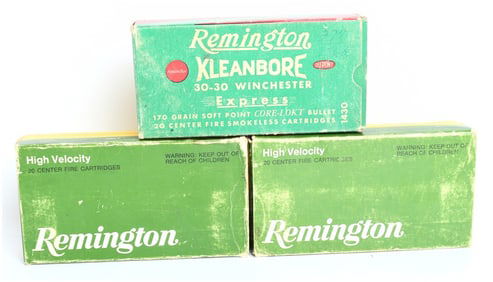 Remington
Remington
KLEANBORE
DUPONT
30-30 WINCHESTER
Express
170 GRAIN SOFT POINT CORE-LOKT BULLET
20 CENTER FIRE SMOKELESS CARTRIDGES
1430
High Velocity
20 CENTER FIRE CARTRIDGES
WARNING: KEEP OUT OF
REACH OF CHILDREN
Remington
High Velocity
20 CENTER FIRE CARTRIDGES
WARNING: KEEP OUT OF
REACH OF CHILDREN
Remington